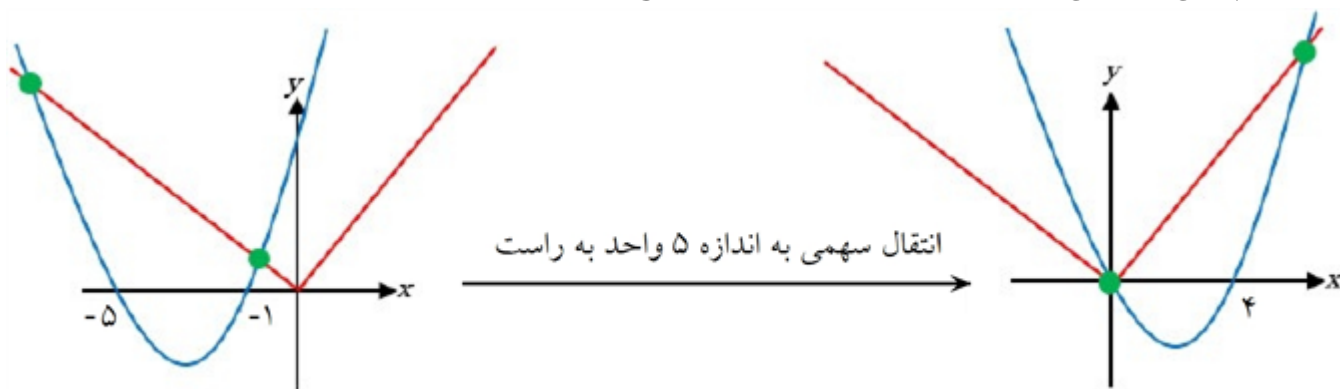 y
x
-۵
-۱
انتقال سهمی به اندازه ۵ واحد به راست
y
x
۴